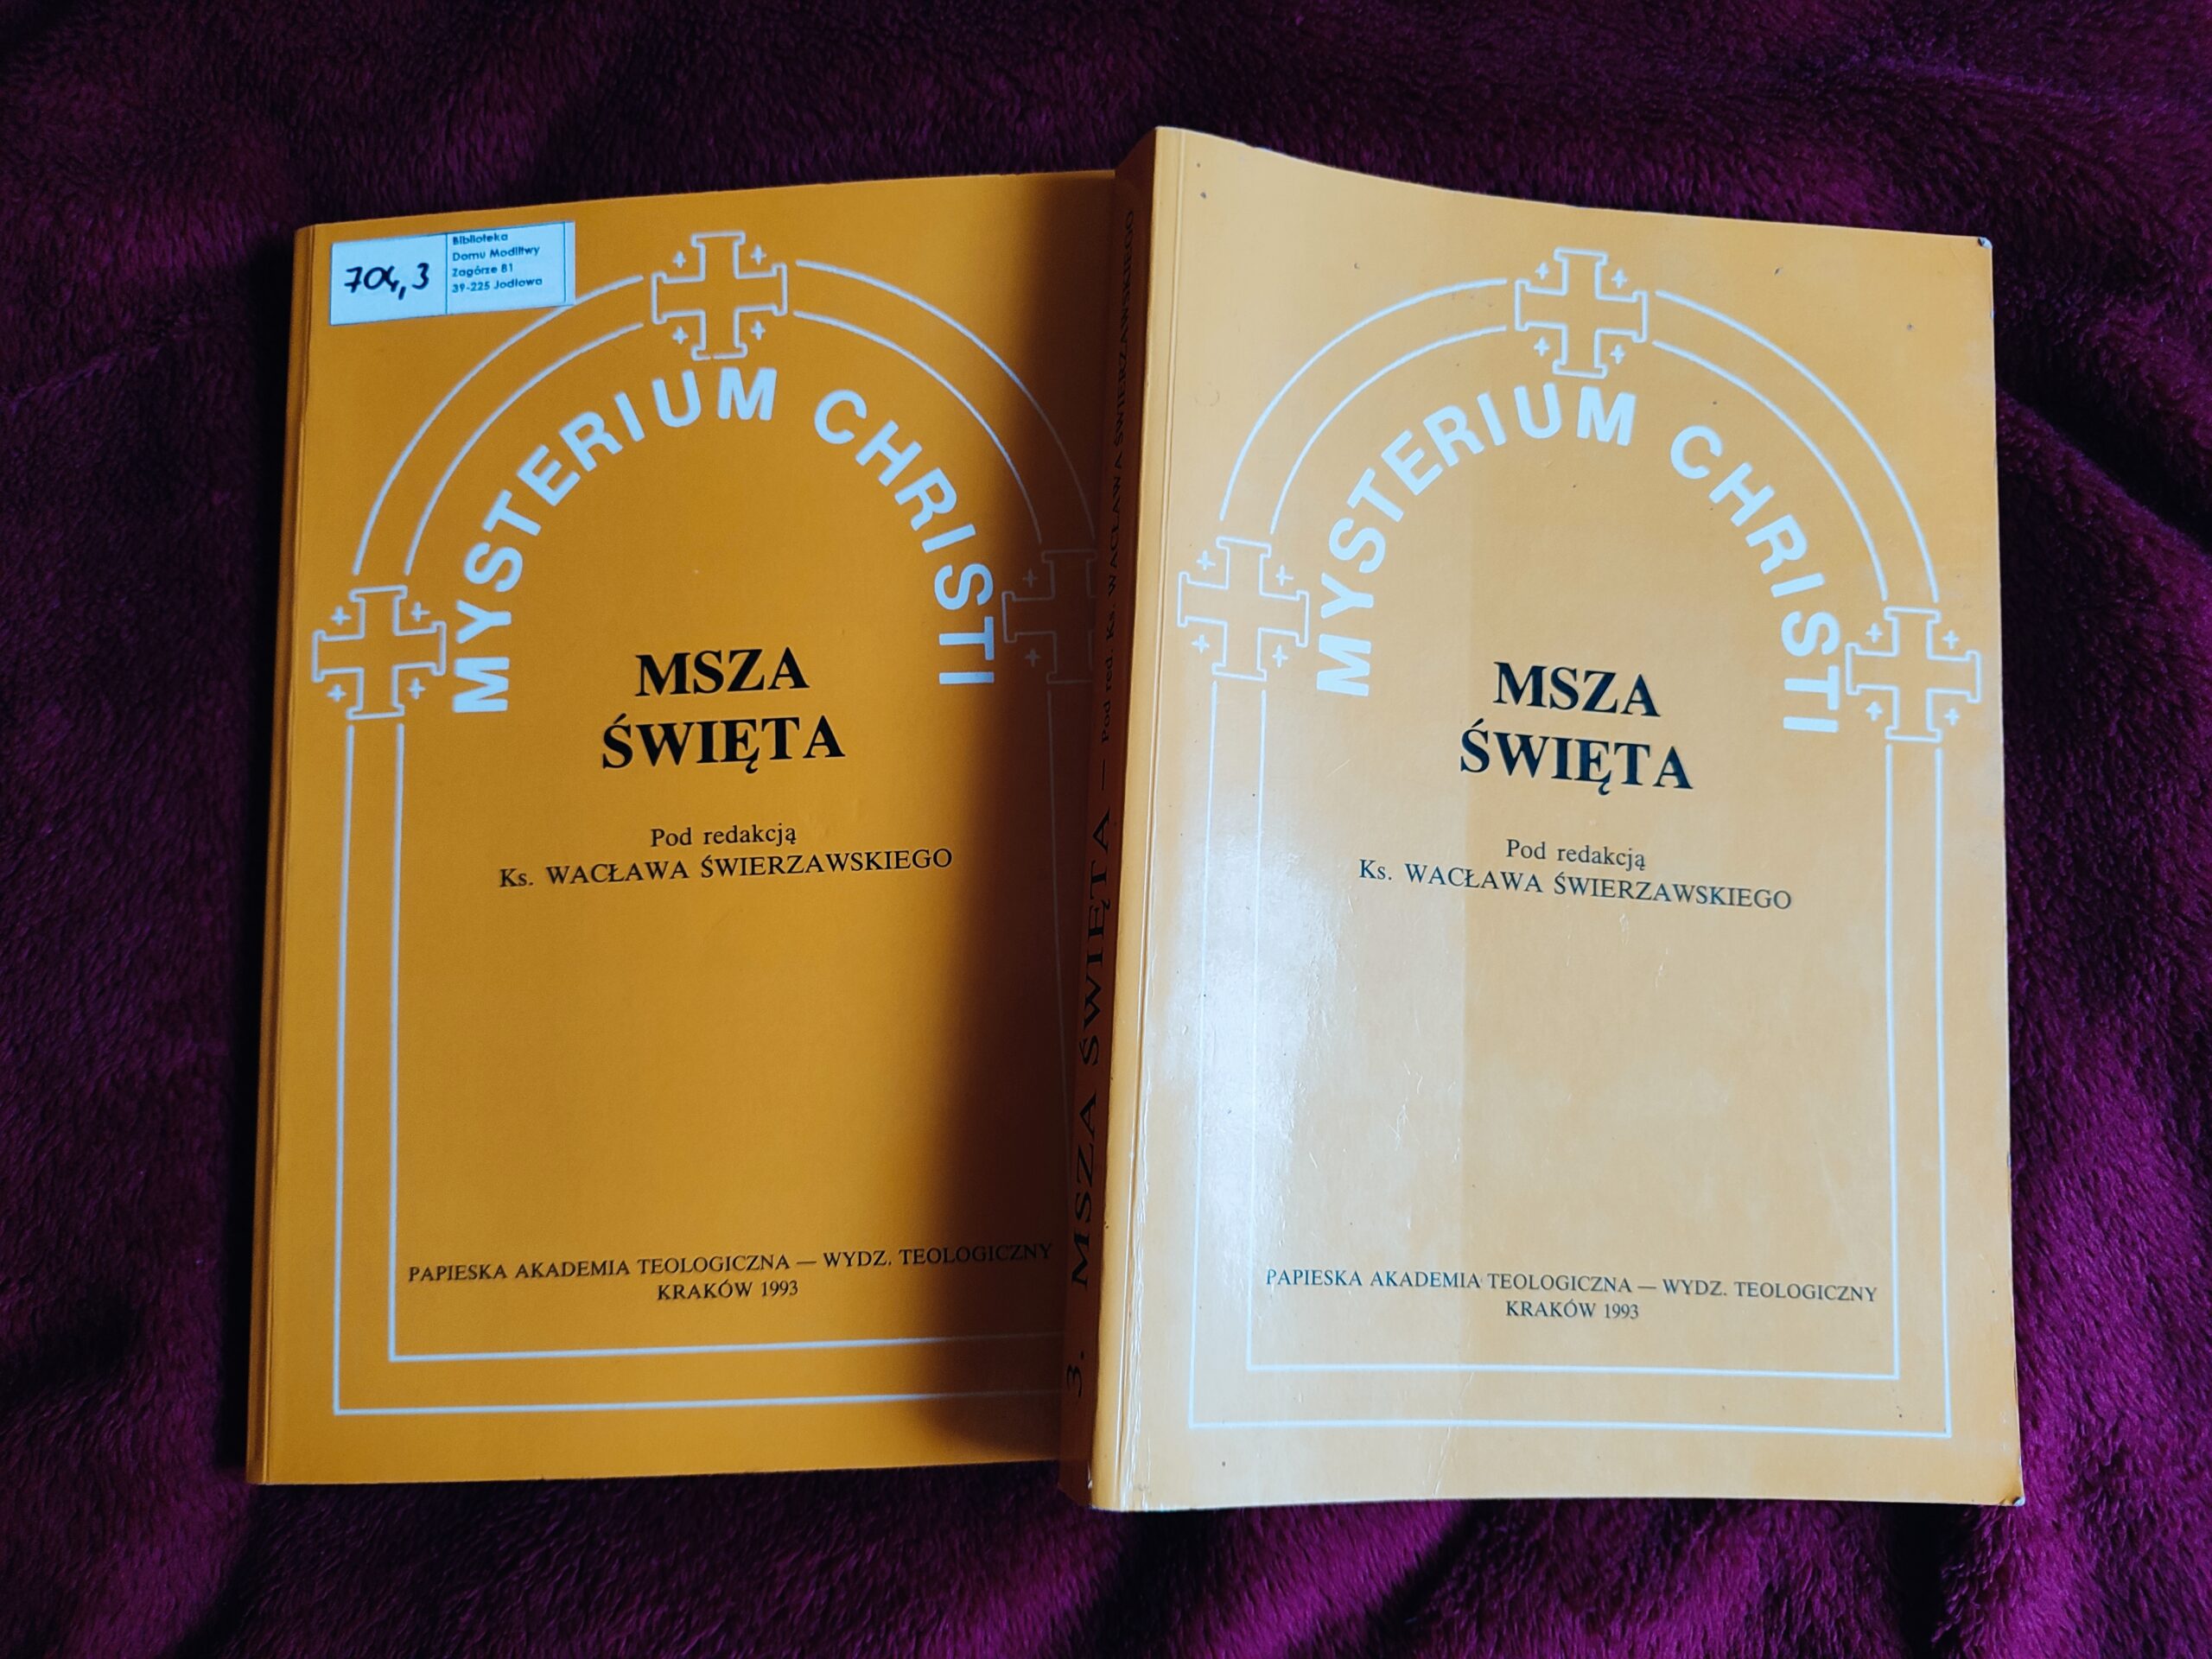 704,3
Biblioteka
Domu Modlitwy
Zagórze 81
39-225 Jodłowa
MYSTERIUM CHRISTI
MSZA
ŚWIĘTA
Pod redakcją
Ks. WACŁAWA ŚWIERZAWSKIEGO
PAPIESKA AKADEMIA TEOLOGICZNA — WYDZ. TEOLOGICZNY
KRAKÓW 1993
3. MSZA ŚWIĘTA — Pod red. Ks. WACŁAWA ŚWIERZAWSKIEGO
MYSTERIUM CHRISTI
MSZA
ŚWIĘTA
Pod redakcją
Ks. WACŁAWA ŚWIERZAWSKIEGO
PAPIESKA AKADEMIA TEOLOGICZNA — WYDZ. TEOLOGICZNY
KRAKÓW 1993